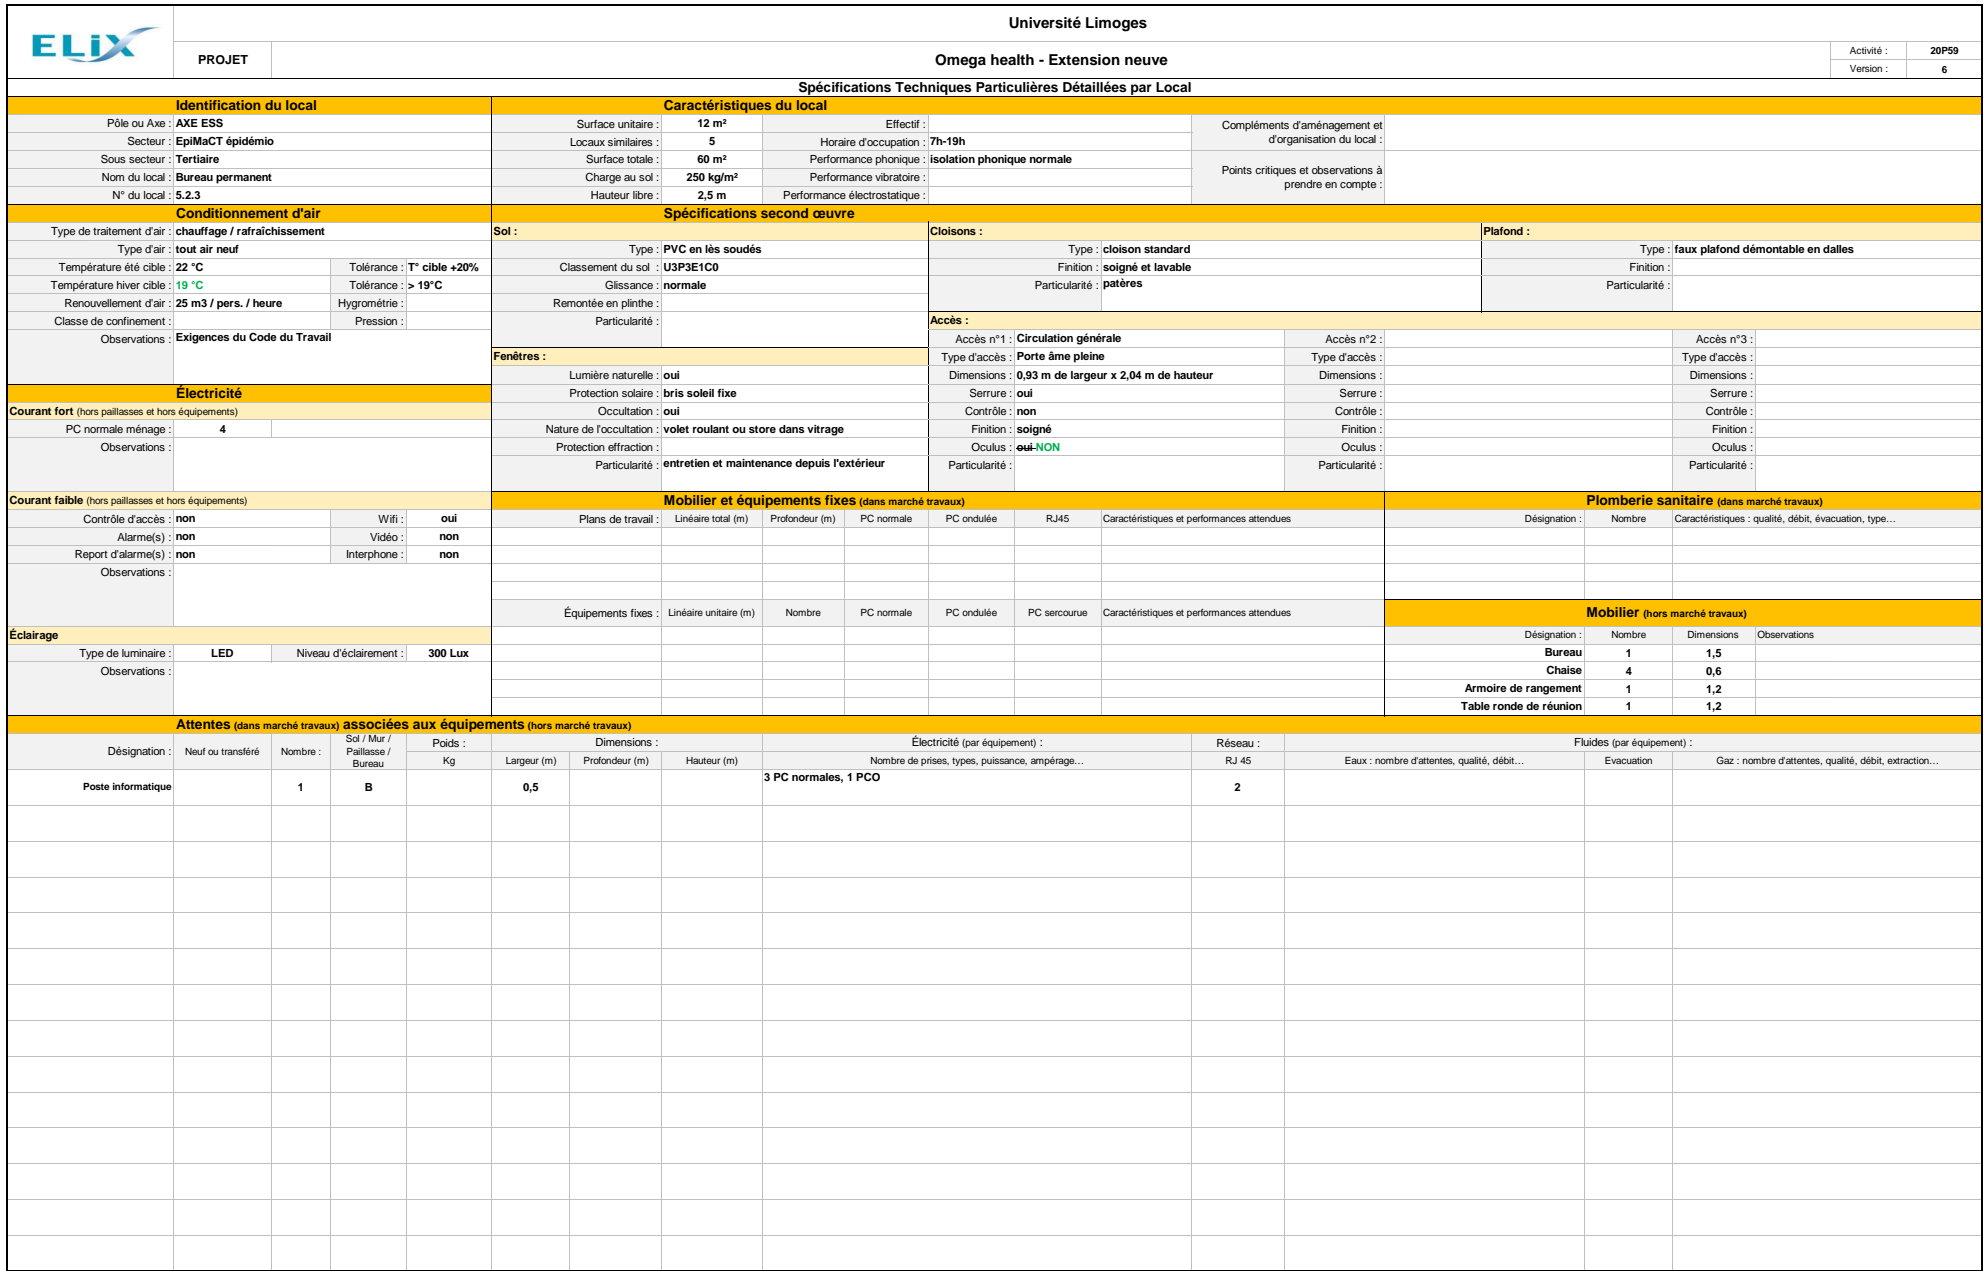 ELiX
Université Limoges
PROJET
Omega health - Extension neuve
Activité : 20P59
Version : 6
Spécifications Techniques Particulières Détaillées par Local
Identification du local
Pôle ou Axe : AXE ESS
Secteur : EpiMaCT épidémio
Sous secteur : Tertiaire
Nom du local : Bureau permanent
N° du local : 5.2.3
Caractéristiques du local
Surface unitaire : 12 m² Effectif :
Locaux similaires : 5 Horaire d'occupation : 7h-19h
Surface totale : 60 m² Performance phonique : isolation phonique normale
Charge au sol : 250 kg/m² Performance vibratoire :
Hauteur libre : 2,5 m Performance électrostatique :
Compléments d'aménagement et
d'organisation du local :
Points critiques et observations à
prendre en compte :
Conditionnement d'air
Type de traitement d'air : chauffage / rafraîchissement
Type d'air : tout air neuf
Température été cible : 22 °C Tolérance : T° cible +20%
Température hiver cible : 19 °C Tolérance : > 19°C
Renouvellement d'air : 25 m3 / pers. / heure Hygrométrie :
Classe de confinement : Pression :
Observations : Exigences du Code du Travail
Spécifications second œuvre
Sol :
Type : PVC en lès soudés
Classement du sol : U3P3E1C0
Glissance : normale
Remontée en plinthe :
Particularité :
Cloisons :
Type : cloison standard
Finition : soigné et lavable
Particularité : patères
Plafond :
Type : faux plafond démontable en dalles
Finition :
Particularité :
Fenêtres :
Lumière naturelle : oui
Protection solaire : bris soleil fixe
Occultation : oui
Nature de l'occultation : volet roulant ou store dans vitrage
Protection effraction :
Particularité : entretien et maintenance depuis l'extérieur
Accès :
Accès n°1 : Circulation générale Accès n°2 : Accès n°3 :
Type d'accès : Porte âme pleine Type d'accès : Type d'accès :
Dimensions : 0,93 m de largeur x 2,04 m de hauteur Dimensions : Dimensions :
Serrure : oui Serrure : Serrure :
Contrôle : non Contrôle : Contrôle :
Finition : soigné Finition : Finition :
Oculus : oui NON Oculus : Oculus :
Particularité : Particularité : Particularité :
Électricité
Courant fort (hors paillasses et hors équipements)
PC normale ménage : 4
Observations :
Courant faible (hors paillasses et hors équipements)
Contrôle d'accès : non Wifi : oui
Alarme(s) : non Vidéo : non
Report d'alarme(s) : non Interphone : non
Observations :
Éclairage
Type de luminaire : LED Niveau d'éclairement : 300 Lux
Observations :
Mobilier et équipements fixes (dans marché travaux)
Plans de travail : Linéaire total (m) Profondeur (m) PC normale PC ondulée RJ45 Caractéristiques et performances attendues
Équipements fixes : Linéaire unitaire (m) Nombre PC normale PC ondulée PC sercourue Caractéristiques et performances attendues
Plomberie sanitaire (dans marché travaux)
Désignation : Nombre Caractéristiques : qualité, débit, évacuation, type…
Mobilier (hors marché travaux)
Désignation : Nombre Dimensions Observations
Bureau 1 1,5
Chaise 4 0,6
Armoire de rangement 1 1,2
Table ronde de réunion 1 1,2
Attentes (dans marché travaux) associées aux équipements (hors marché travaux)
Désignation : Neuf ou transféré Nombre : Sol / Mur /
Paillasse /
Bureau
Poids : Dimensions : Électricité (par équipement) : Réseau : Fluides (par équipement) :
Kg Largeur (m) Profondeur (m) Hauteur (m) Nombre de prises, types, puissance, ampérage… RJ 45 Eaux : nombre d'attentes, qualité, débit… Evacuation Gaz : nombre d'attentes, qualité, débit, extraction…
Poste informatique 1 B 0,5 3 PC normales, 1 PCO 2